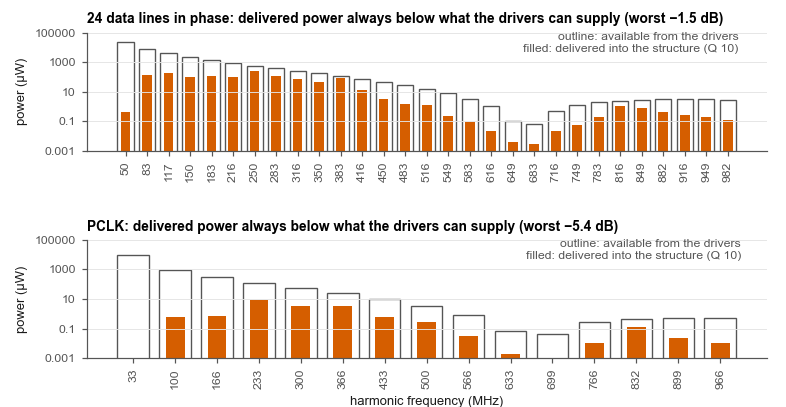 24 data lines in phase: delivered power always below what the drivers can supply (worst −1.5 dB)
outline: available from the drivers
filled: delivered into the structure (Q 10)
power (µW)
100000
1000
10
0.1
0.001
50 83 117 150 183 216 250 283 316 350 383 416 450 483 516 549 583 616 649 683 716 749 783 816 849 882 916 949 982
PCLK: delivered power always below what the drivers can supply (worst −5.4 dB)
outline: available from the drivers
filled: delivered into the structure (Q 10)
power (µW)
100000
1000
10
0.1
0.001
33 100 166 233 300 366 433 500 566 633 699 766 832 899 966
harmonic frequency (MHz)